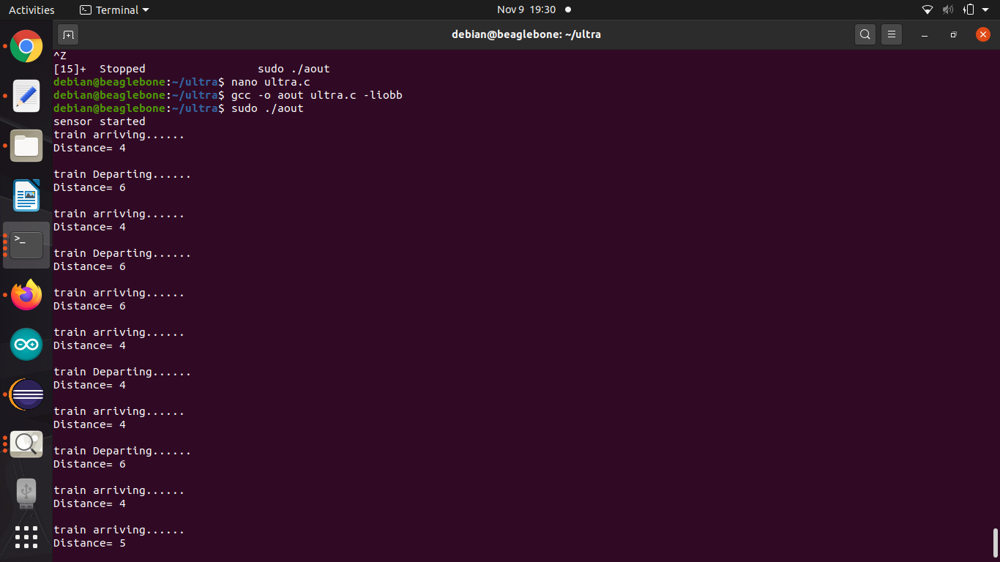 Activities
Terminal
Nov 9 19:30
debian@beaglebone: ~/ultra
^Z
[15]+  Stopped                 sudo ./aout
debian@beaglebone:~/ultra$ nano ultra.c
debian@beaglebone:~/ultra$ gcc -o aout ultra.c -liobb
debian@beaglebone:~/ultra$ sudo ./aout
sensor started
train arriving......
Distance= 4
train Departing......
Distance= 6
train arriving......
Distance= 4
train Departing......
Distance= 6
train arriving......
Distance= 6
train arriving......
Distance= 4
train Departing......
Distance= 4
train arriving......
Distance= 4
train Departing......
Distance= 6
train arriving......
Distance= 4
train arriving......
Distance= 5